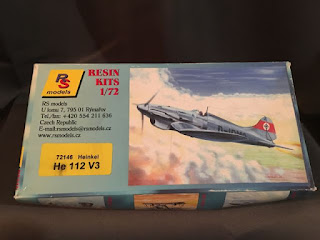 RS
models
RESIN
KITS
1/72
RS models
U lomu 7, 795 01 Rýmařov
Tel./fax: +420 554 211 636
Czech Republic
E-mail:rsmodels@rsmodels.cz
www.rsmodels.cz
72146 Heinkel
He 112 V3